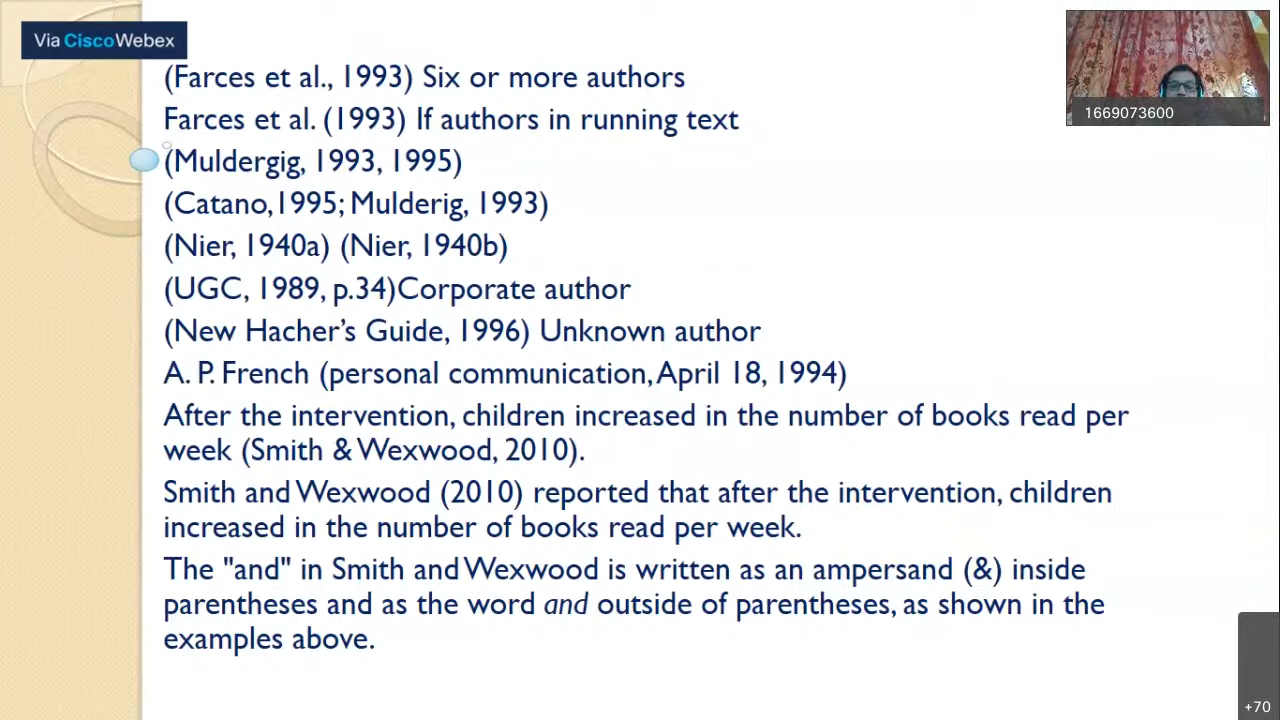 Via CiscoWebex
1669073600
(Farces et al., 1993) Six or more authors
Farces et al. (1993) If authors in running text
(Muldergig, 1993, 1995)
(Catano,1995; Mulderig, 1993)
(Nier, 1940a) (Nier, 1940b)
(UGC, 1989, p.34)Corporate author
(New Hacher’s Guide, 1996) Unknown author
A. P. French (personal communication, April 18, 1994)
After the intervention, children increased in the number of books read per
week (Smith & Wexwood, 2010).
Smith and Wexwood (2010) reported that after the intervention, children
increased in the number of books read per week.
The "and" in Smith and Wexwood is written as an ampersand (&) inside
parentheses and as the word and outside of parentheses, as shown in the
examples above.
+70